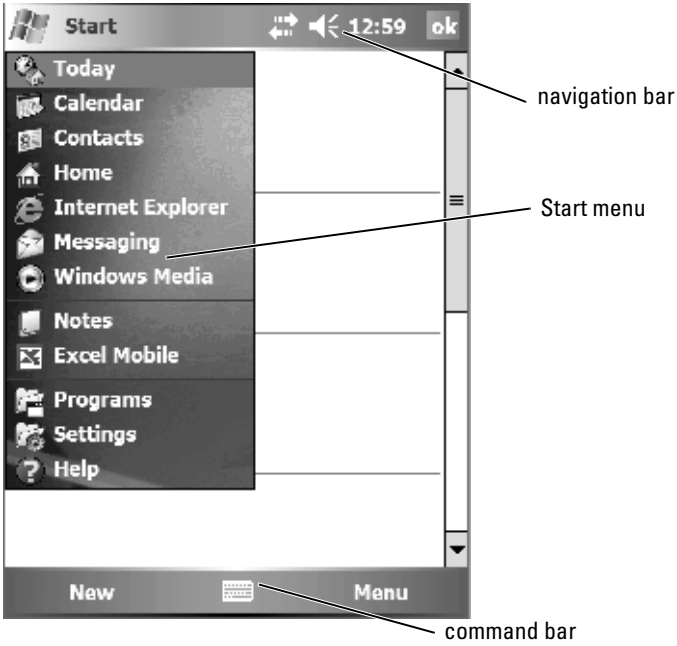 Start 12:59 ok
Today
navigation bar
Calendar
Contacts
Home
Internet Explorer
Start menu
Messaging
Windows Media
Notes
Excel Mobile
Programs
Settings
? Help
New Menu
command bar